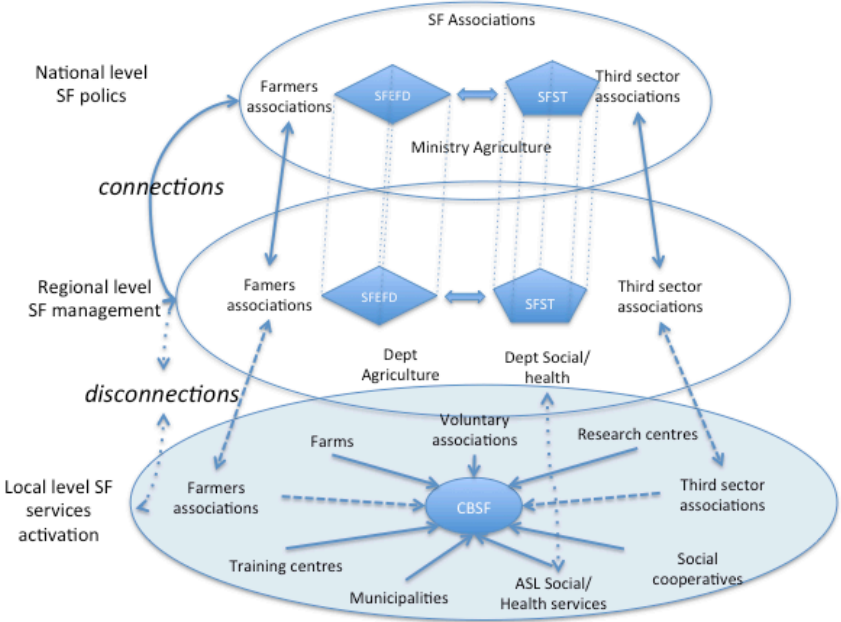 SF Associations
National level
SF polics
Farmers
associations
SFEFD
SFST
Third sector
associations
Ministry Agriculture
connections
Regional level
SF management
Famers
associations
SFEFD
SFST
Third sector
associations
Dept
Agriculture
Dept Social/
health
disconnections
Voluntary
associations
Farms
Research centres
Local level SF
services
activation
Farmers
associations
CBSF
Third sector
associations
Training centres
Social
cooperatives
Municipalities
ASL Social/
Health services